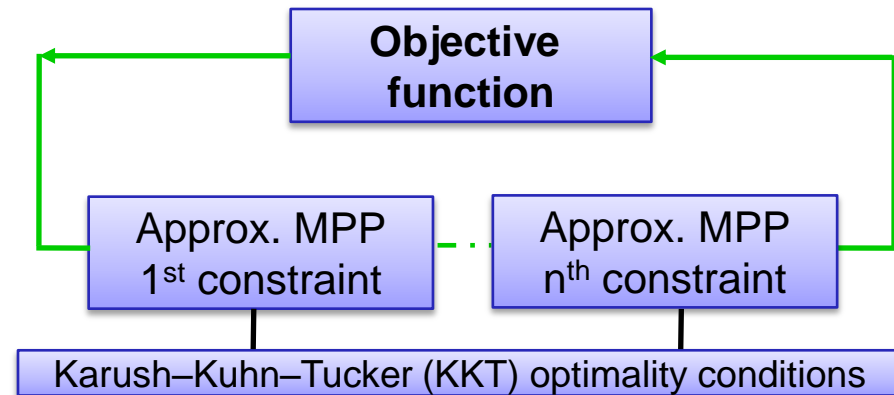 Objective
function
Approx. MPP
1st constraint
Approx. MPP
nth constraint
Karush–Kuhn–Tucker (KKT) optimality conditions